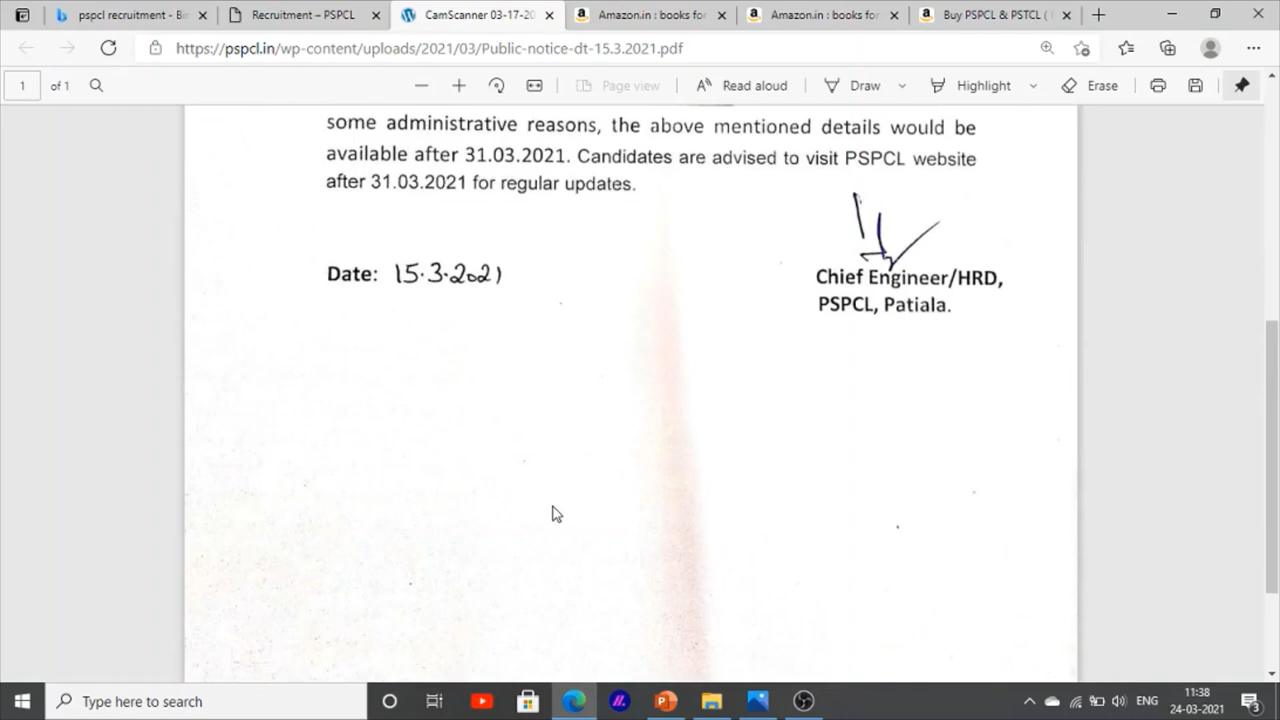 pspcl recruitment - Bi
Recruitment – PSPCL
CamScanner 03-17-20
Amazon.in : books for
Amazon.in : books for
Buy PSPCL & PSTCL (
https://pspcl.in/wp-content/uploads/2021/03/Public-notice-dt-15.3.2021.pdf
1 of 1
Page view
Read aloud
Draw
Highlight
Erase
some administrative reasons, the above mentioned details would be
available after 31.03.2021. Candidates are advised to visit PSPCL website
after 31.03.2021 for regular updates.
Date: 15.3.2021
Chief Engineer/HRD,
PSPCL, Patiala.
Type here to search
ENG
11:38
24-03-2021
3